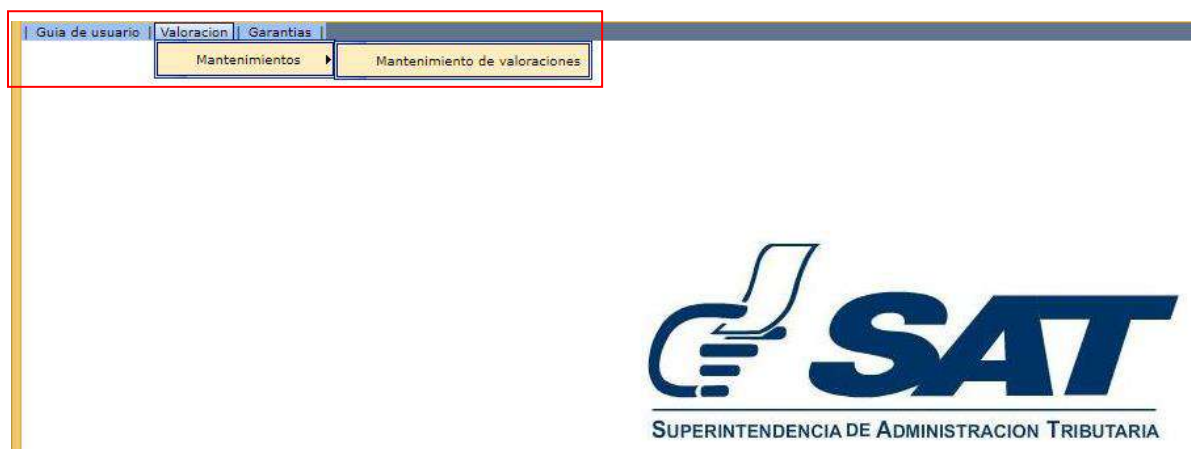 | Guia de usuario | Valoracion | Garantias |
Mantenimientos Mantenimiento de valoraciones
SAT
SUPERINTENDENCIA DE ADMINISTRACION TRIBUTARIA